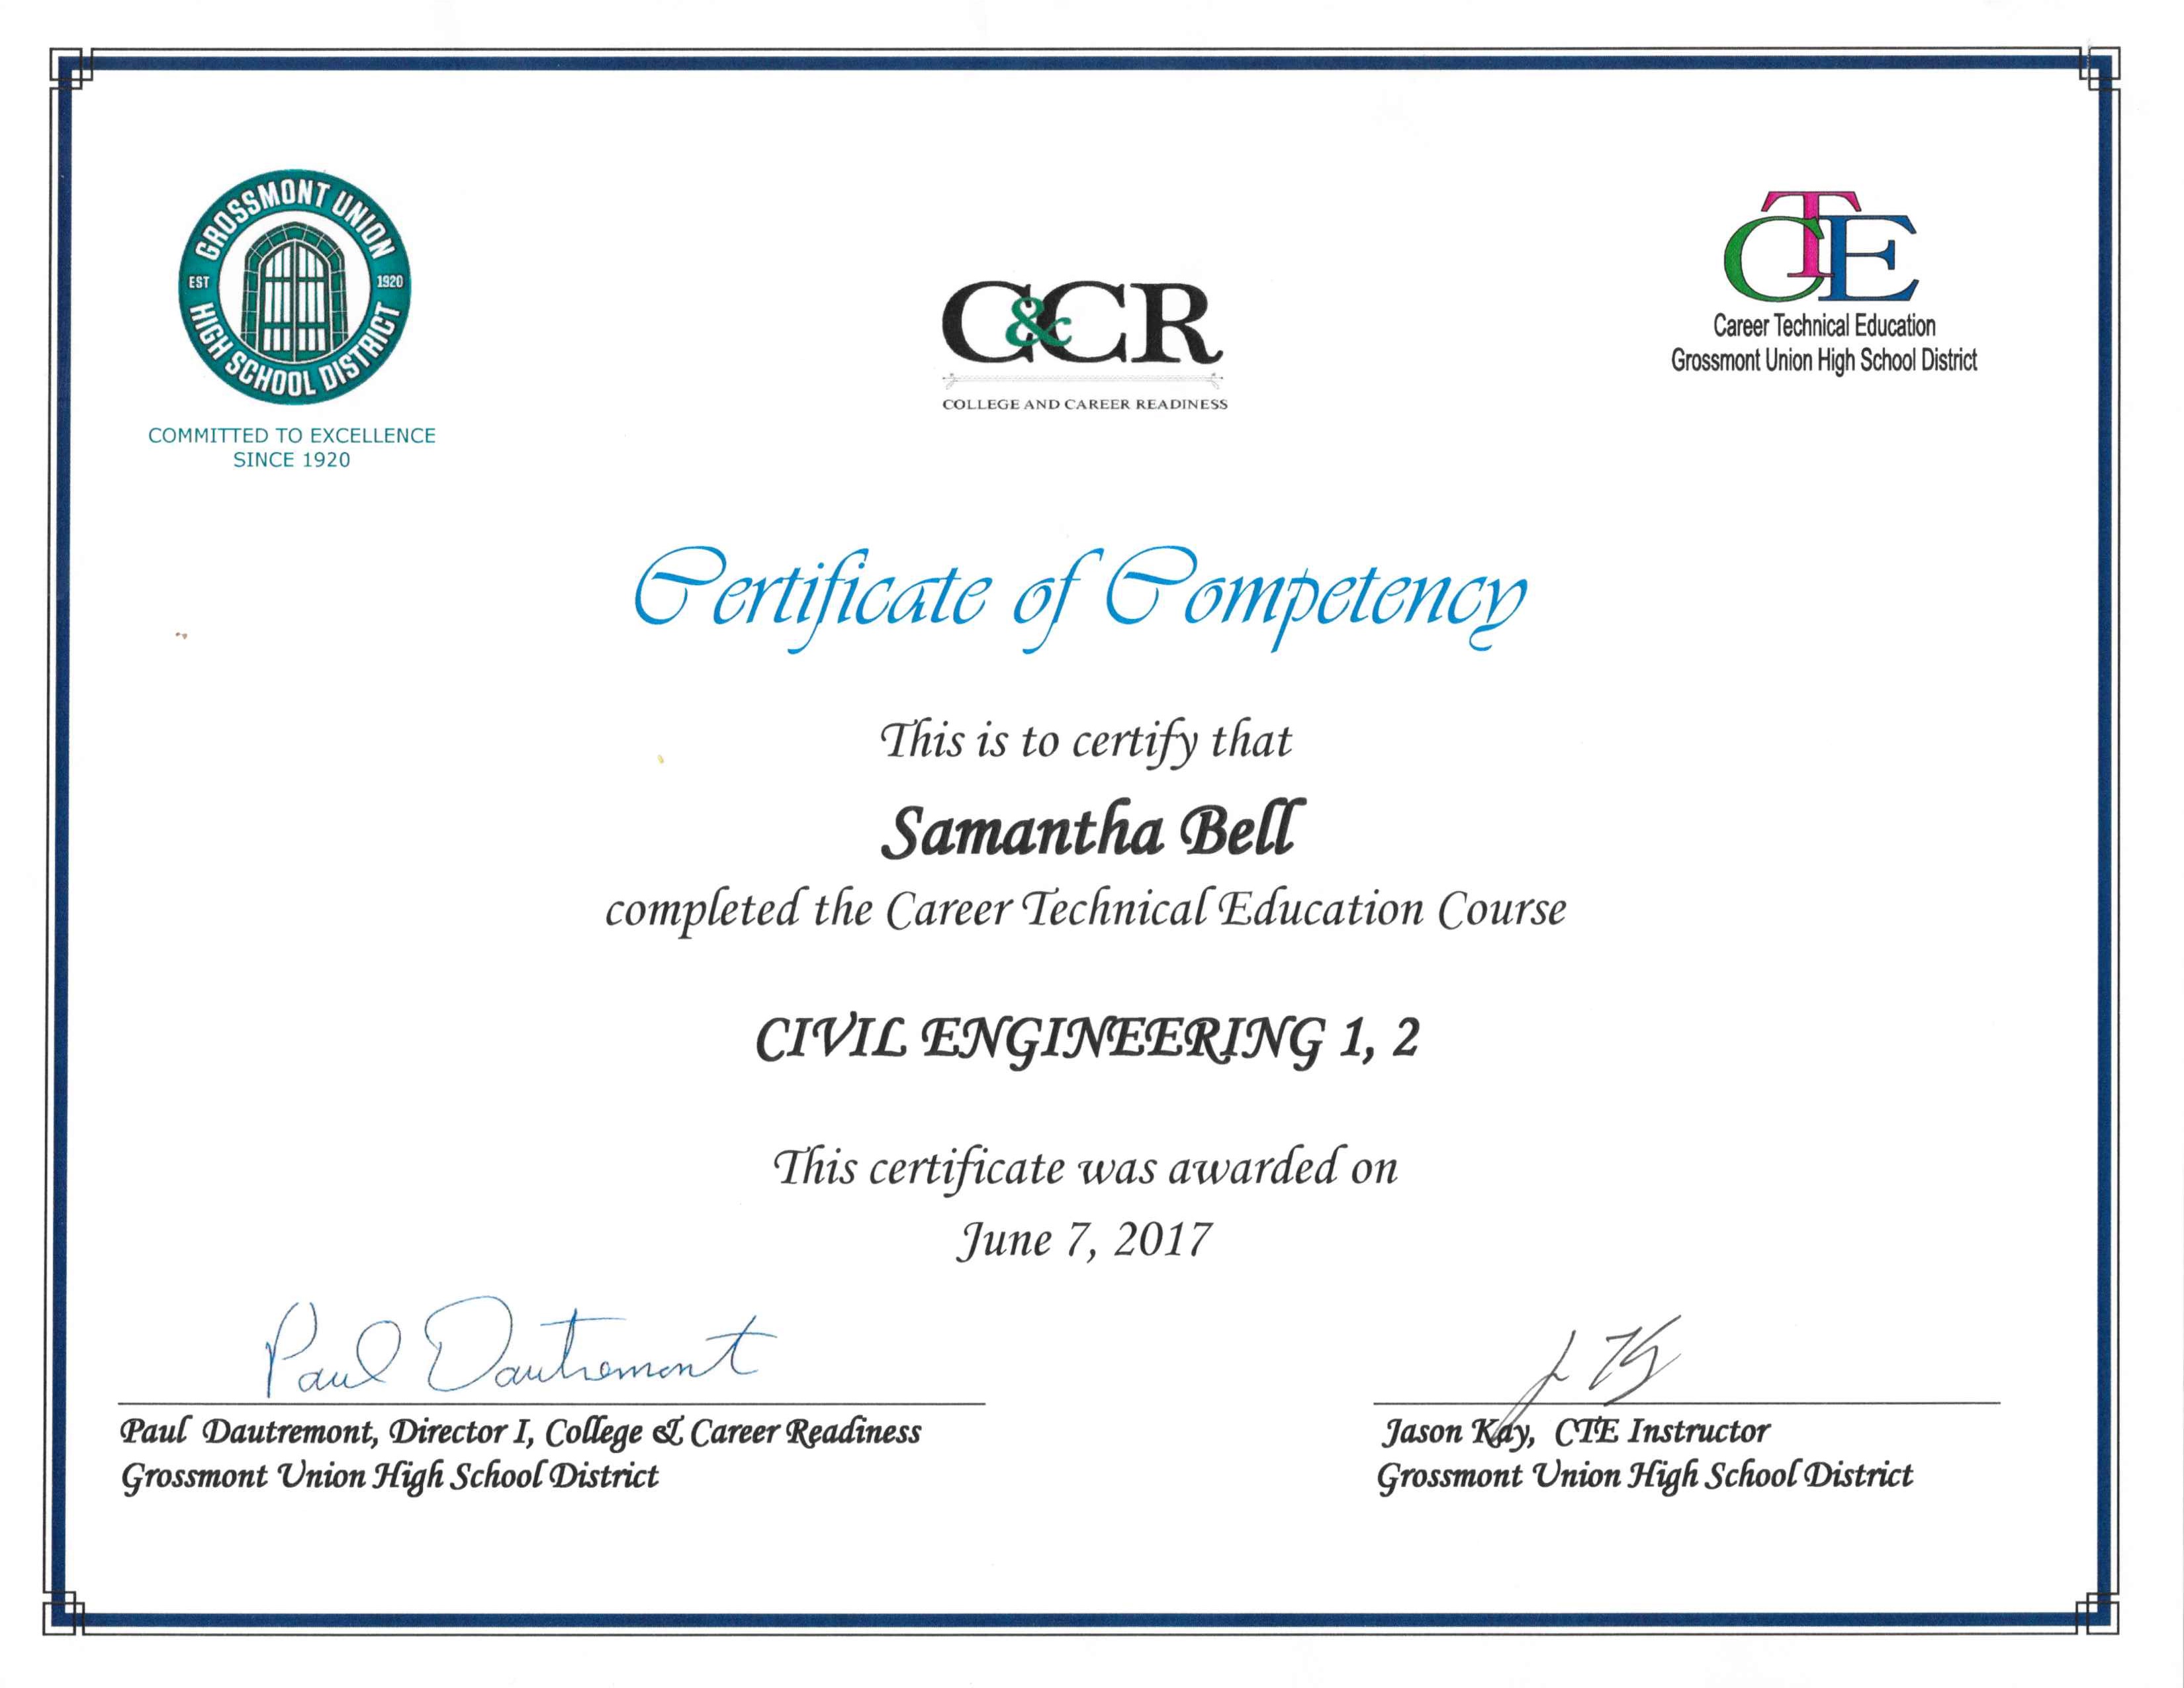 GROSSMONT UNION
EST 1920
HIGH SCHOOL DISTRICT
COMMITTED TO EXCELLENCE
SINCE 1920
C&CR
COLLEGE AND CAREER READINESS
CTE
Career Technical Education
Grossmont Union High School District
Certificate of Competency
This is to certify that
Samantha Bell
completed the Career Technical Education Course
CIVIL ENGINEERING 1, 2
This certificate was awarded on
June 7, 2017
Paul Dautremont
Paul Dautremont, Director I, College & Career Readiness
Grossmont Union High School District
Jason Kay, CTE Instructor
Grossmont Union High School District